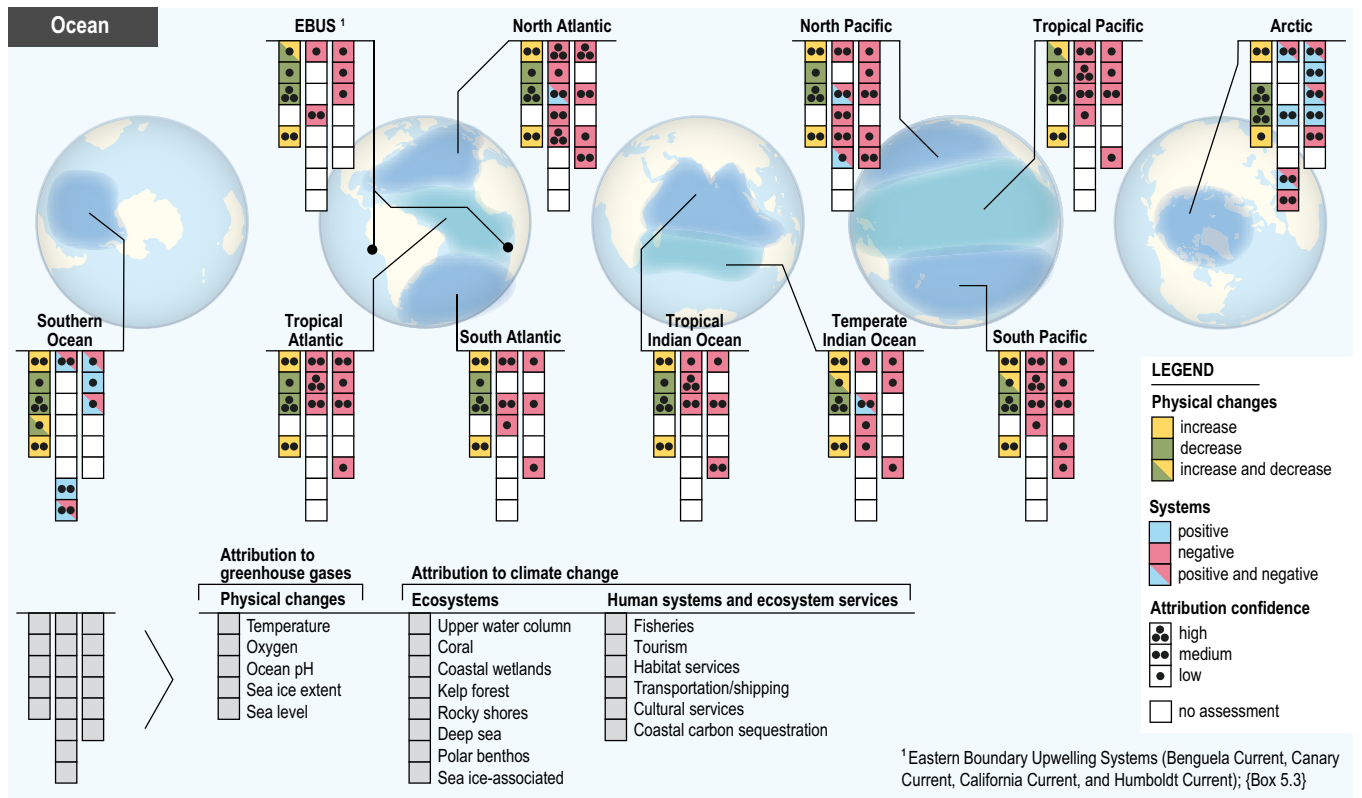 Ocean
EBUS ¹
North Atlantic
North Pacific
Tropical Pacific
Arctic
Southern
Ocean
Tropical
Atlantic
South Atlantic
Tropical
Indian Ocean
Temperate
Indian Ocean
South Pacific
LEGEND
Physical changes
increase
decrease
increase and decrease
Systems
positive
negative
positive and negative
Attribution confidence
high
medium
low
no assessment
Attribution to
greenhouse gases
Physical changes
Temperature
Oxygen
Ocean pH
Sea ice extent
Sea level
Attribution to climate change
Ecosystems
Upper water column
Coral
Coastal wetlands
Kelp forest
Rocky shores
Deep sea
Polar benthos
Sea ice-associated
Human systems and ecosystem services
Fisheries
Tourism
Habitat services
Transportation/shipping
Cultural services
Coastal carbon sequestration
¹ Eastern Boundary Upwelling Systems (Benguela Current, Canary
Current, California Current, and Humboldt Current); {Box 5.3}